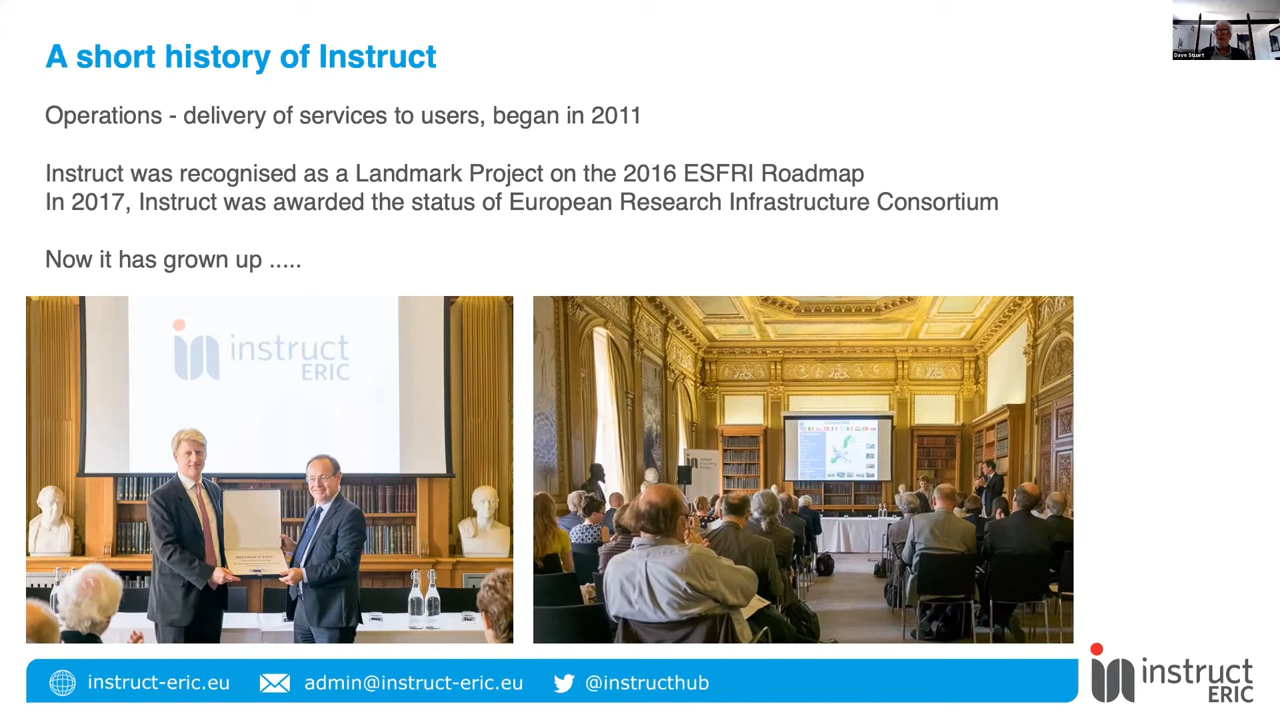 Dave Stuart
A short history of Instruct
Operations - delivery of services to users, began in 2011
Instruct was recognised as a Landmark Project on the 2016 ESFRI Roadmap
In 2017, Instruct was awarded the status of European Research Infrastructure Consortium
Now it has grown up .....
instruct
ERIC
instruct-eric.eu
admin@instruct-eric.eu
@instructhub
instruct
ERIC